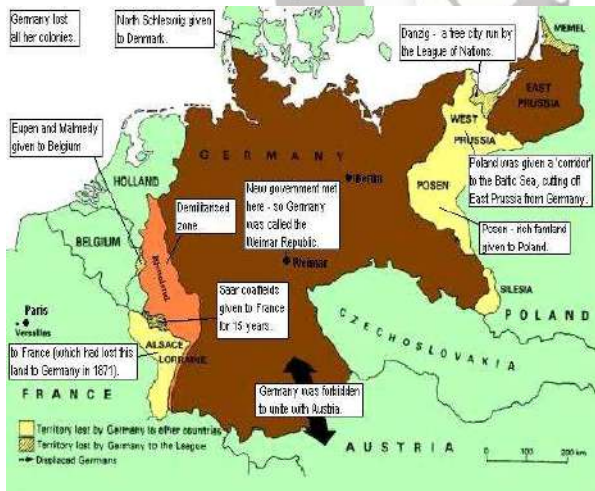 Germany lost
all her colonies.
North Schleswig given
to Denmark.
Danzig - a free city run by
the League of Nations.
MEMEL
EAST
PRUSSIA
WEST
PRUSSIA
Eupen and Malmedy
given to Belgium
GERMANY
Berlin
POSEN
Poland was given a 'corridor'
to the Baltic Sea, cutting off
East Prussia from Germany.
HOLLAND
Demilitarised
zone
New government met
here - so Germany
was called the
Weimar Republic.
Posen - rich farmland
given to Poland.
BELGIUM
Rhineland
Weimar
SILESIA
Saar coalfields
given to France
for 15 years.
POLAND
Paris
Versailles
CZECHOSLOVAKIA
ALSACE
LORRAINE
to France (which had lost this
land to Germany in 1871).
FRANCE
Germany was forbidden
to unite with Austria.
Territory lost by Germany to other countries
Territory lost by Germany to the League
Displaced Germans
AUSTRIA
0 100 200 km